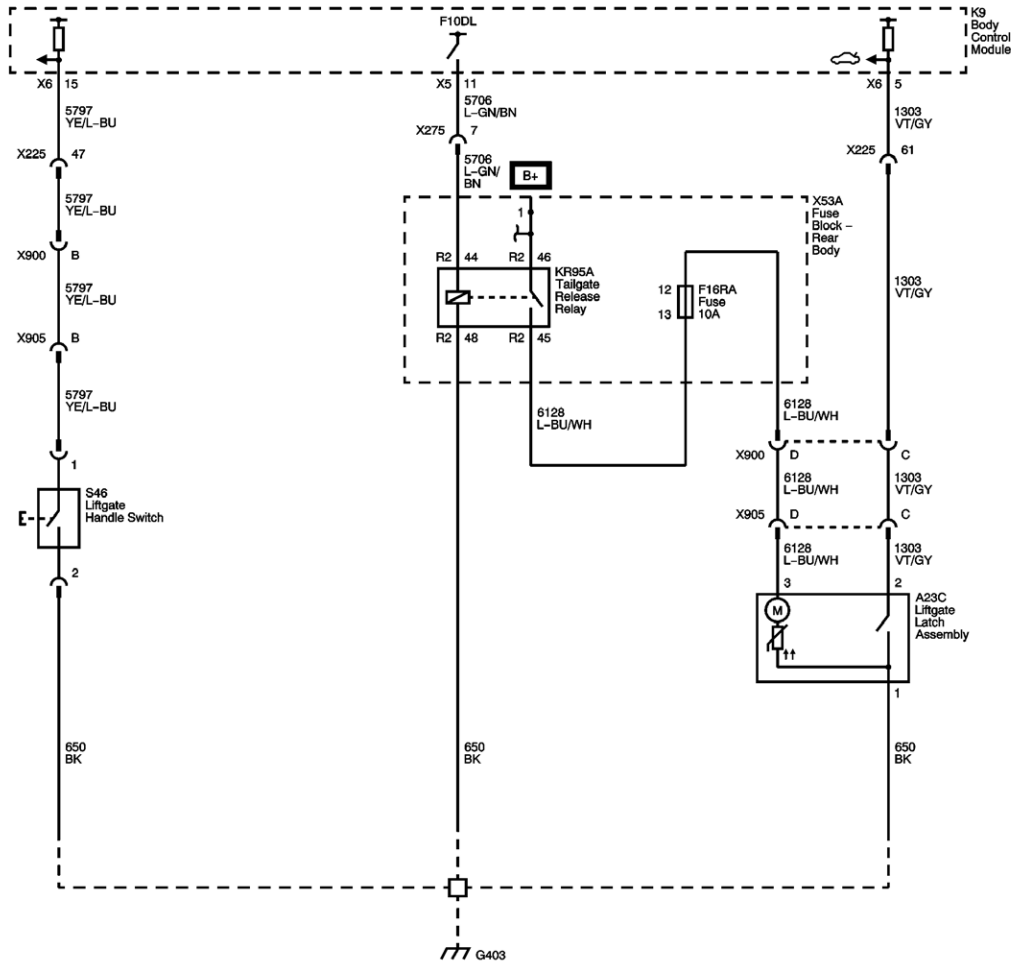 K9
Body
Control
Module
F10DL
X6 15
X5 11
X6 5
5797
YE/L-BU
5706
L-GN/BN
1303
VT/GY
X225 47
X275 7
X225 61
5706
L-GN/
BN
B+
5797
YE/L-BU
X53A
Fuse
Block –
Rear
Body
1
X900 B
R2 44
R2 46
KR95A
Tailgate
Release
Relay
5797
YE/L-BU
12
13
F16RA
Fuse
10A
1303
VT/GY
X905 B
R2 48
R2 45
5797
YE/L-BU
6128
L-BU/WH
6128
L-BU/WH
1
X900 D C
S46
Liftgate
Handle Switch
E
6128
L-BU/WH
1303
VT/GY
X905 D C
2
6128
L-BU/WH
1303
VT/GY
3
2
A23C
Liftgate
Latch
Assembly
M
1
650
BK
650
BK
650
BK
G403